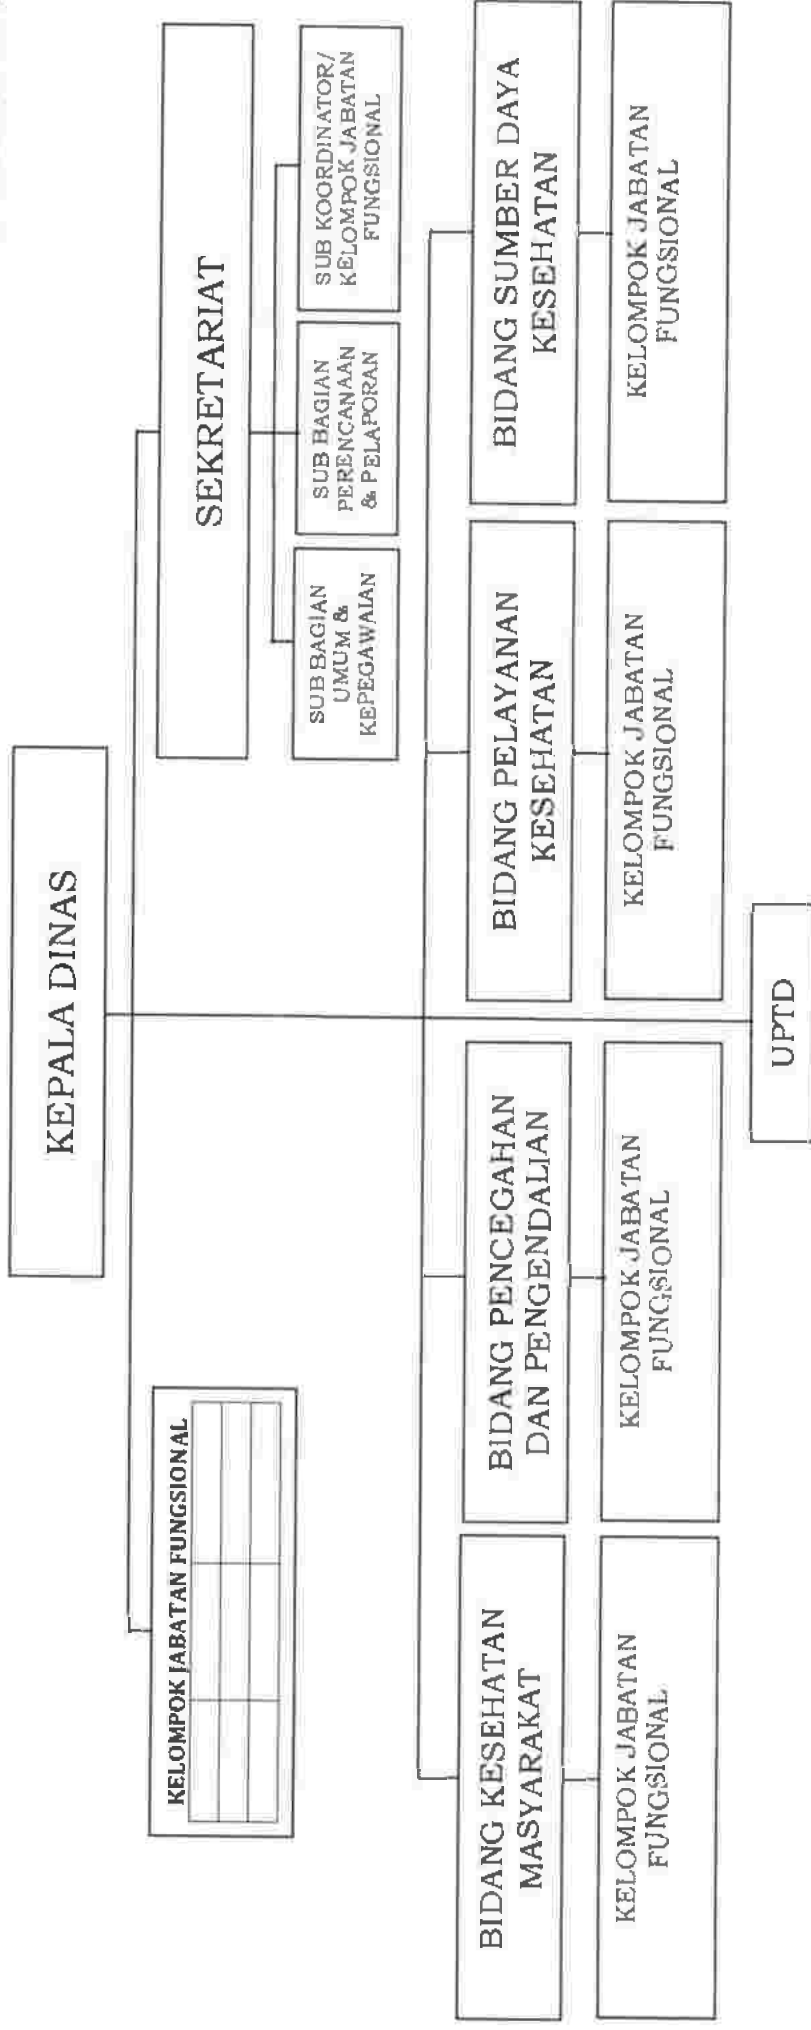 KEPALA DINAS
KELOMPOK JABATAN FUNGSIONAL
SEKRETARIAT
SUB BAGIAN
UMUM &
KEPEGAWAIAN
SUB BAGIAN
PERENCANAAN
& PELAPORAN
SUB KOORDINATOR/
KELOMPOK JABATAN
FUNGSIONAL
BIDANG KESEHATAN
MASYARAKAT
BIDANG PENCEGAHAN
DAN PENGENDALIAN
BIDANG PELAYANAN
KESEHATAN
BIDANG SUMBER DAYA
KESEHATAN
KELOMPOK JABATAN
FUNGSIONAL
KELOMPOK JABATAN
FUNGSIONAL
KELOMPOK JABATAN
FUNGSIONAL
KELOMPOK JABATAN
FUNGSIONAL
UPTD